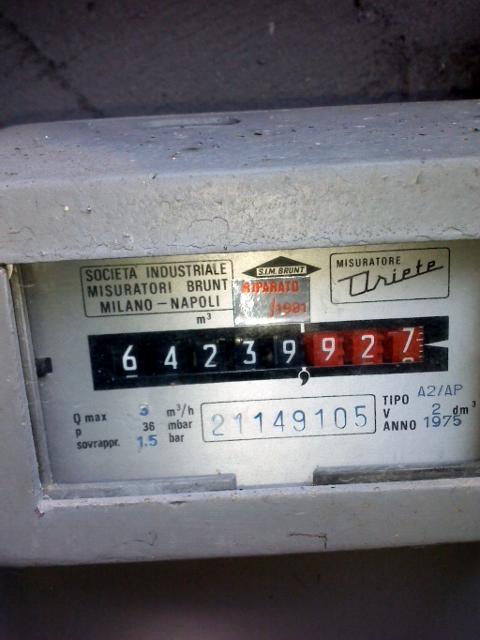 SOCIETA INDUSTRIALE
MISURATORI BRUNT
MILANO – NAPOLI
S.I.M. BRUNT
RIPARATO
1981
MISURATORE
Ariete
m³
6 4 2 3 9 , 9 2 7
Q max 3 m³/h
p 36 mbar
sovrappr. 1.5 bar
21149105
TIPO A2/AP
V 2 dm³
ANNO 1975